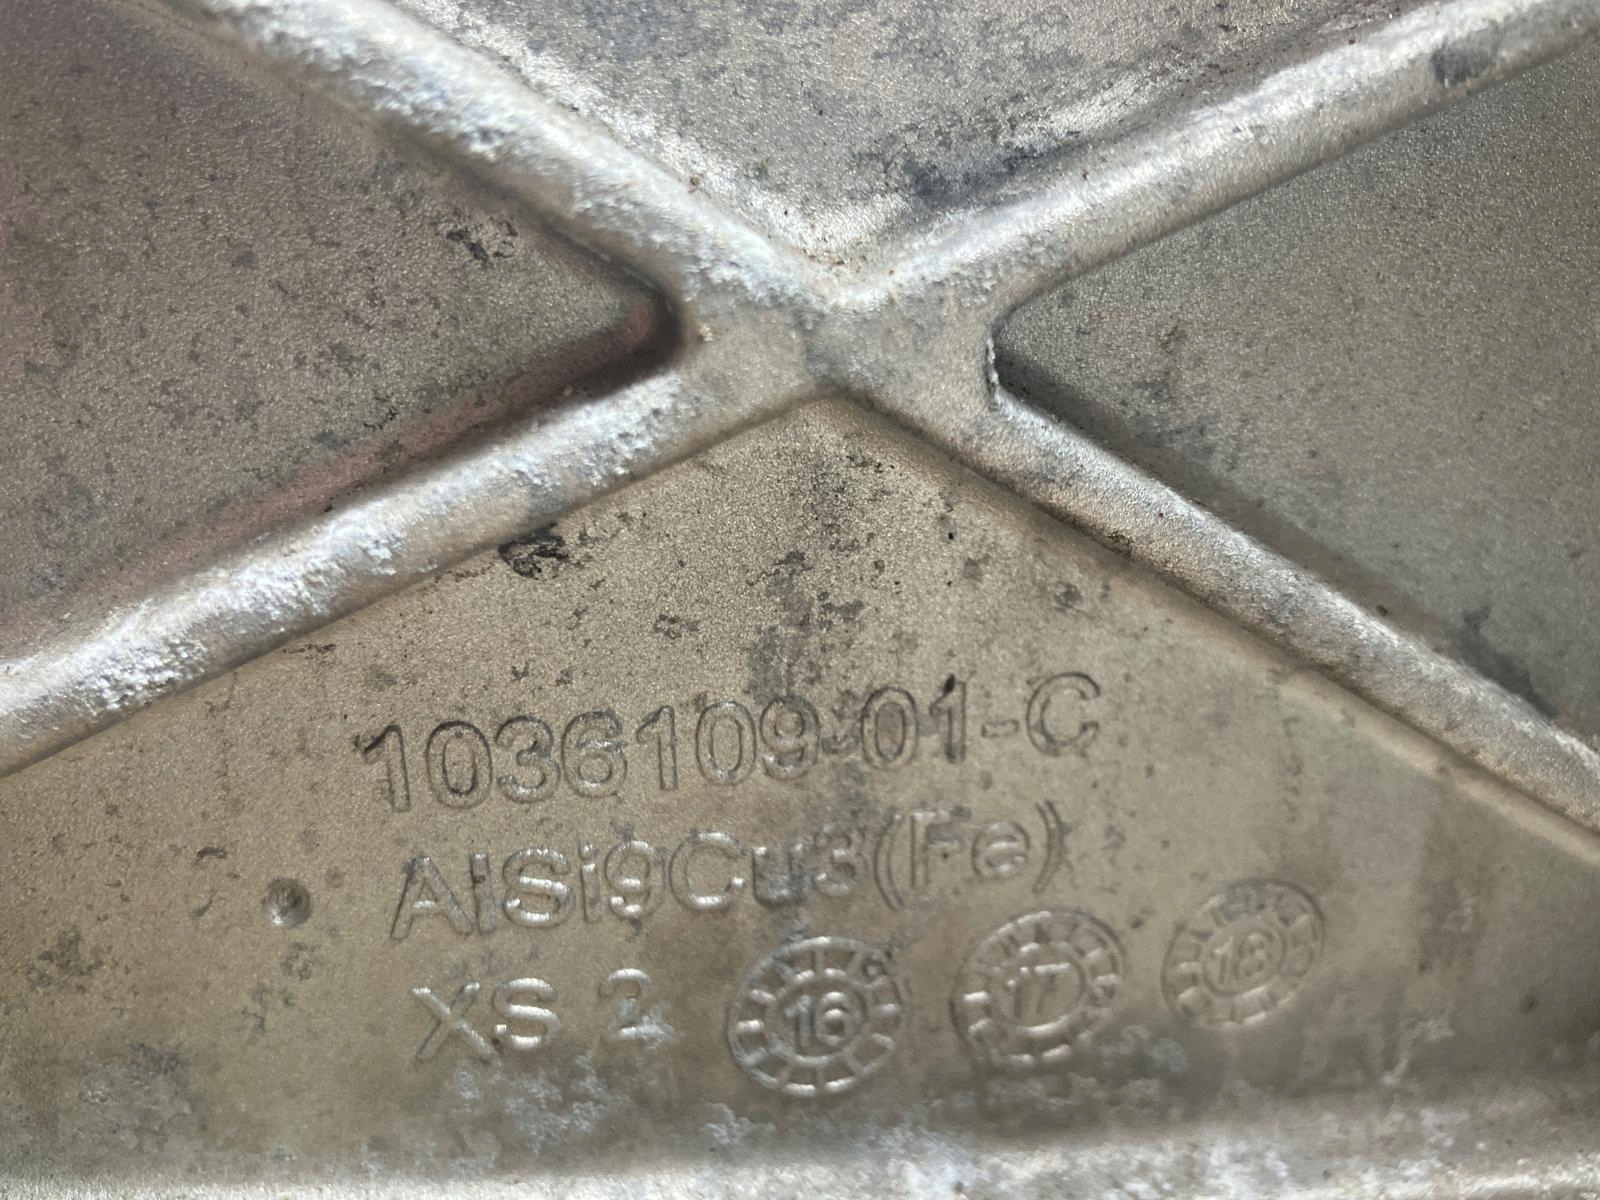 1036109-01-C
AlSi9Cu3(Fe)
XS 2 16 17 18